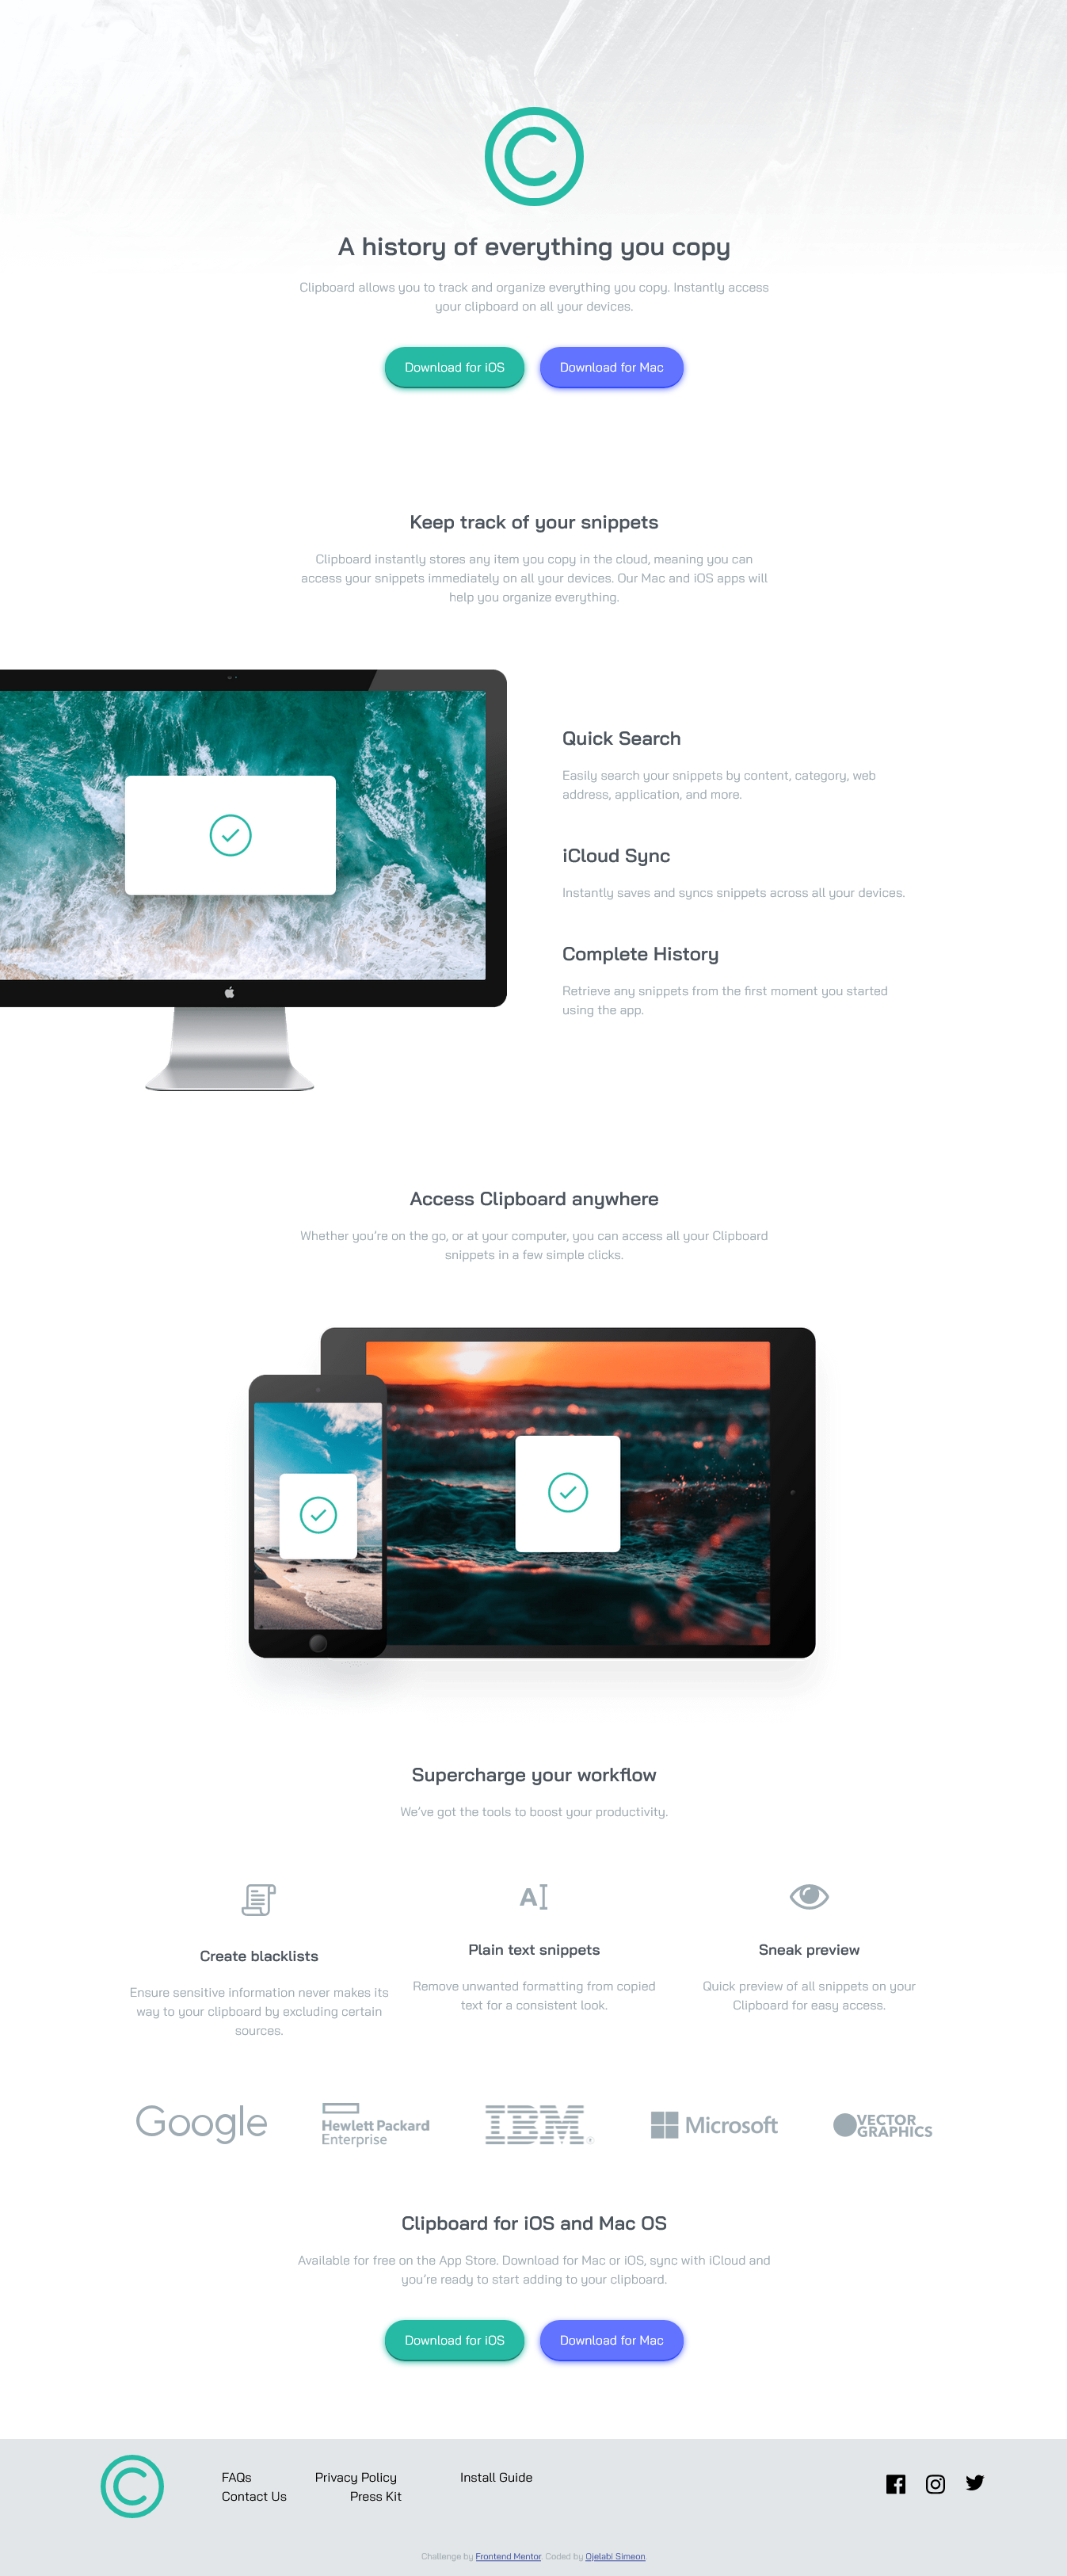 A history of everything you copy
Clipboard allows you to track and organize everything you copy. Instantly access
your clipboard on all your devices.
Download for iOS
Download for Mac
Keep track of your snippets
Clipboard instantly stores any item you copy in the cloud, meaning you can
access your snippets immediately on all your devices. Our Mac and iOS apps will
help you organize everything.
Quick Search
Easily search your snippets by content, category, web
address, application, and more.
iCloud Sync
Instantly saves and syncs snippets across all your devices.
Complete History
Retrieve any snippets from the first moment you started
using the app.
Access Clipboard anywhere
Whether you’re on the go, or at your computer, you can access all your Clipboard
snippets in a few simple clicks.
Supercharge your workflow
We’ve got the tools to boost your productivity.
A
Create blacklists
Ensure sensitive information never makes its
way to your clipboard by excluding certain
sources.
Plain text snippets
Remove unwanted formatting from copied
text for a consistent look.
Sneak preview
Quick preview of all snippets on your
Clipboard for easy access.
Google
Hewlett Packard
Enterprise
IBM
Microsoft
VECTOR
GRAPHICS
Clipboard for iOS and Mac OS
Available for free on the App Store. Download for Mac or iOS, sync with iCloud and
you’re ready to start adding to your clipboard.
Download for iOS
Download for Mac
FAQs Privacy Policy Install Guide
Contact Us Press Kit
Challenge by Frontend Mentor. Coded by Ojelabi Simeon.